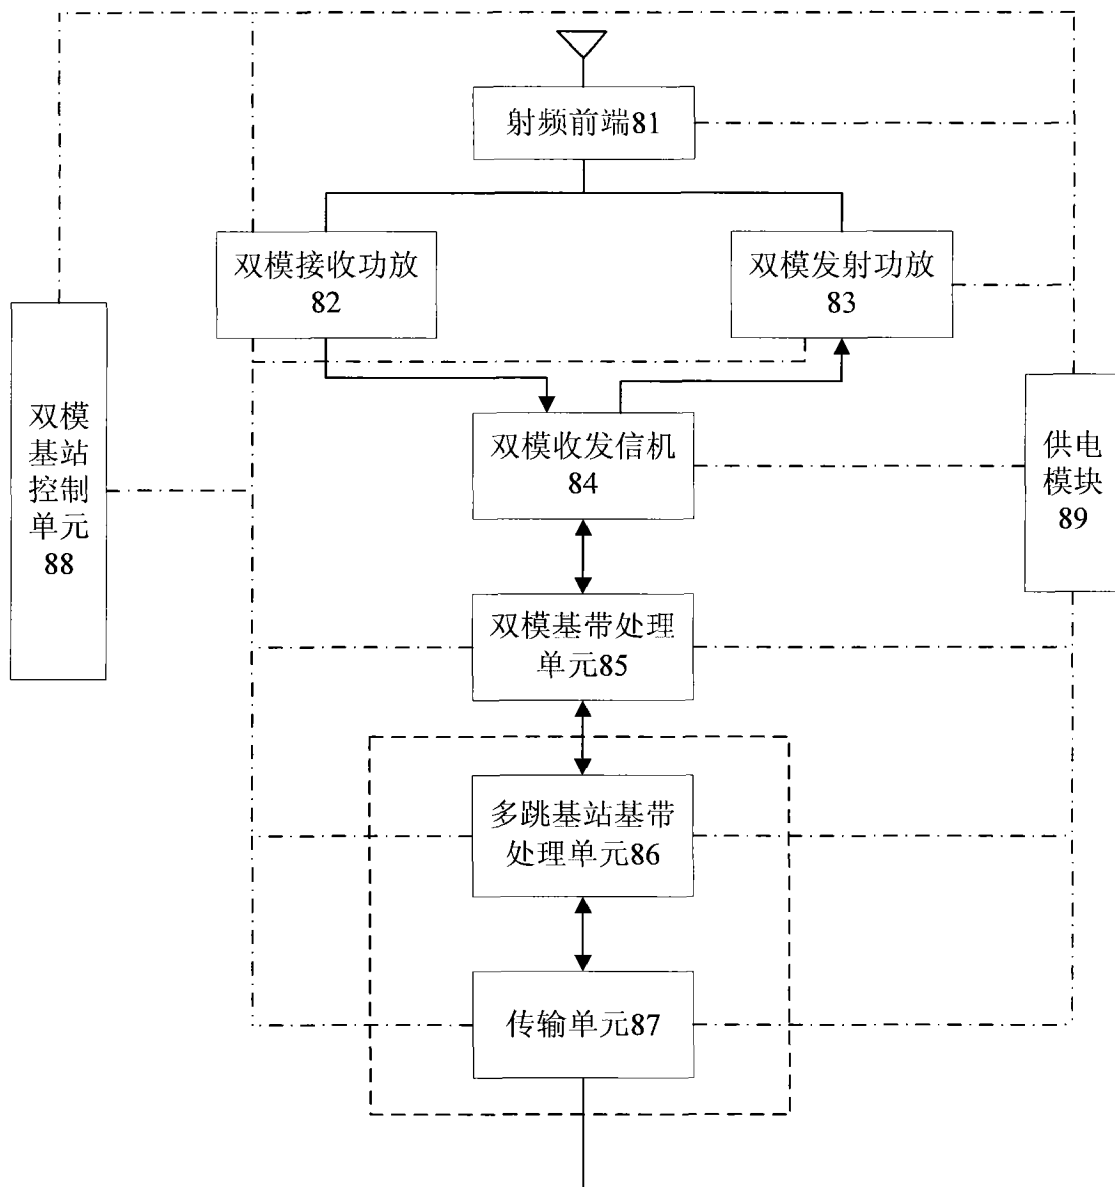 射频前端81
双模接收功放
82
双模发射功放
83
双模
基站
控制
单元
88
双模收发信机
84
供电
模块
89
双模基带处理
单元85
多跳基站基带
处理单元86
传输单元87